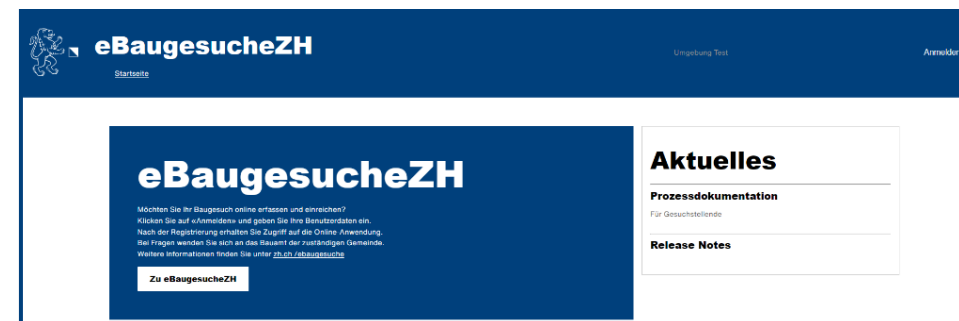 eBaugesucheZH
Startseite
Umgebung Test
Anmelden
eBaugesucheZH
Möchten Sie Ihr Baugesuch online erfassen und einreichen?
Klicken Sie auf «Anmelden» und geben Sie Ihre Benutzerdaten ein.
Nach der Registrierung erhalten Sie Zugriff auf die Online Anwendung.
Bei Fragen wenden Sie sich an das Bauamt der zuständigen Gemeinde.
Weitere Informationen finden Sie unter zh.ch /ebaugesuche
Zu eBaugesucheZH
Aktuelles
Prozessdokumentation
Für Gesuchstellende
Release Notes